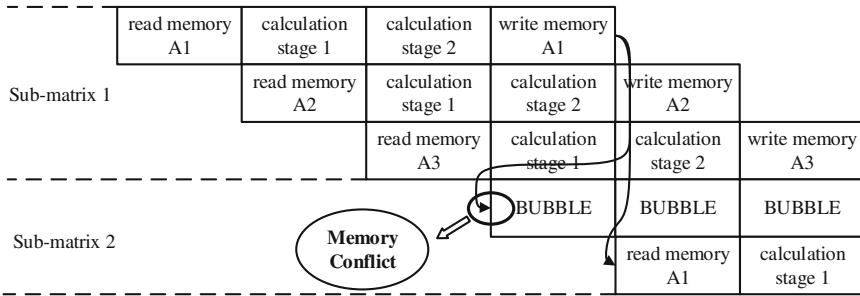 read memory calculation calculation write memory
A1 stage 1 stage 2 A1
Sub-matrix 1
read memory calculation calculation write memory
A2 stage 1 stage 2 A2
read memory calculation calculation write memory
A3 stage 1 stage 2 A3
Sub-matrix 2
BUBBLE BUBBLE BUBBLE
Memory
Conflict
read memory calculation
A1 stage 1